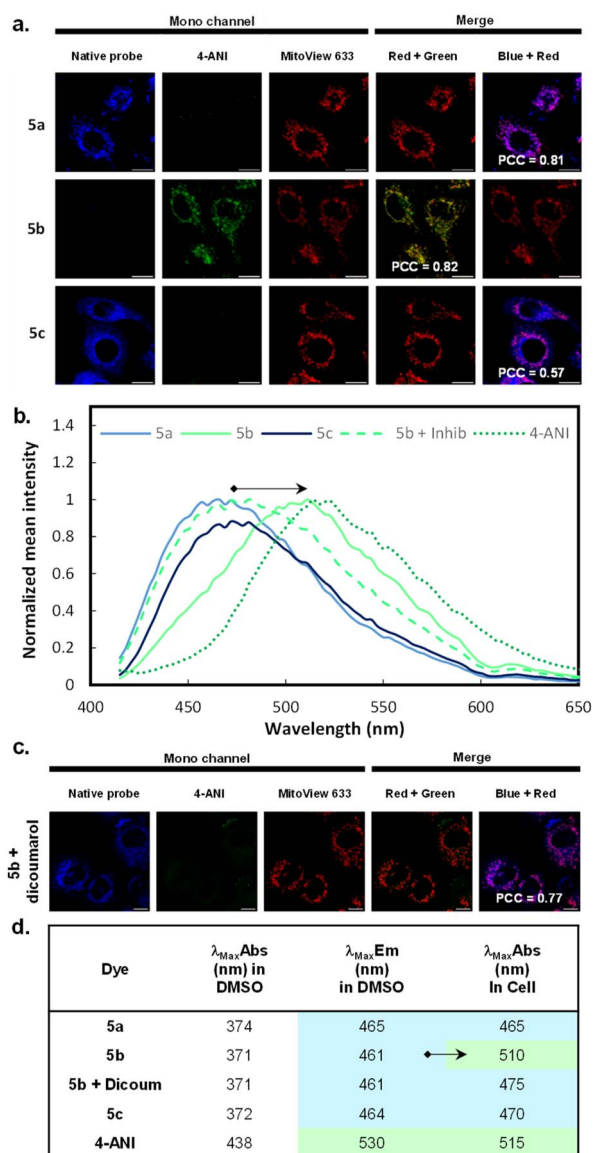 a.
Mono channel Merge
Native probe 4-ANI MitoView 633 Red + Green Blue + Red
5a
PCC = 0.81
5b
PCC = 0.82
5c
PCC = 0.57
b.
5a 5b 5c 5b + Inhib 4-ANI
Normalized mean intensity
1.4
1.2
1
0.8
0.6
0.4
0.2
0
400 450 500 550 600 650
Wavelength (nm)
c.
Mono channel Merge
Native probe 4-ANI MitoView 633 Red + Green Blue + Red
5b +
dicoumarol
PCC = 0.77
d.
Dye λMaxAbs (nm) in DMSO λMaxEm (nm) in DMSO λMaxAbs (nm) In Cell
5a 374 465 465
5b 371 461 510
5b + Dicoum 371 461 475
5c 372 464 470
4-ANI 438 530 515